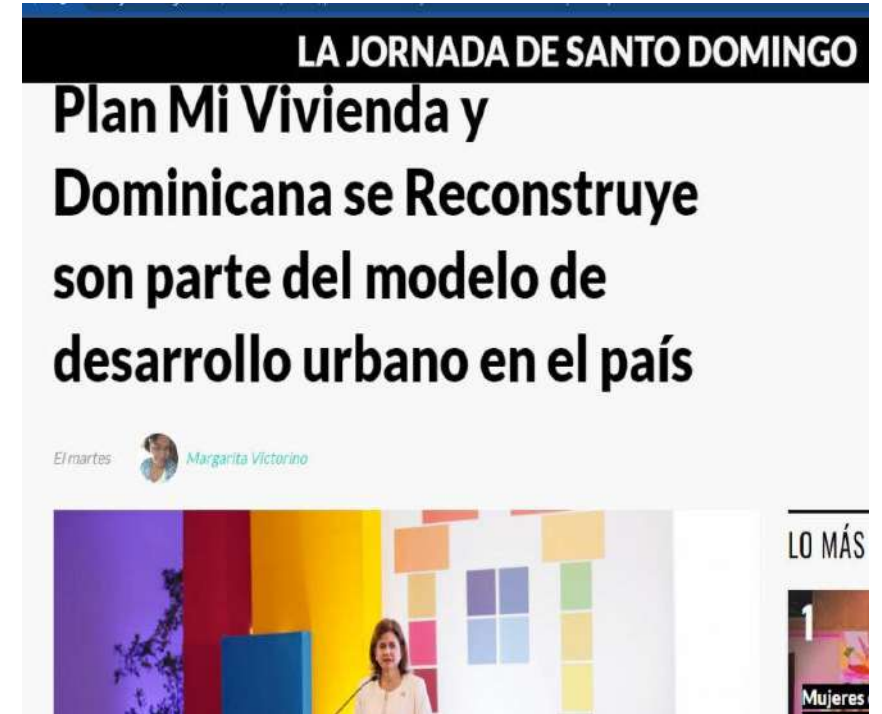 LA JORNADA DE SANTO DOMINGO
Plan Mi Vivienda y
Dominicana se Reconstruye
son parte del modelo de
desarrollo urbano en el país
El martes
Margarita Victorino
LO MÁS
1
Mujeres